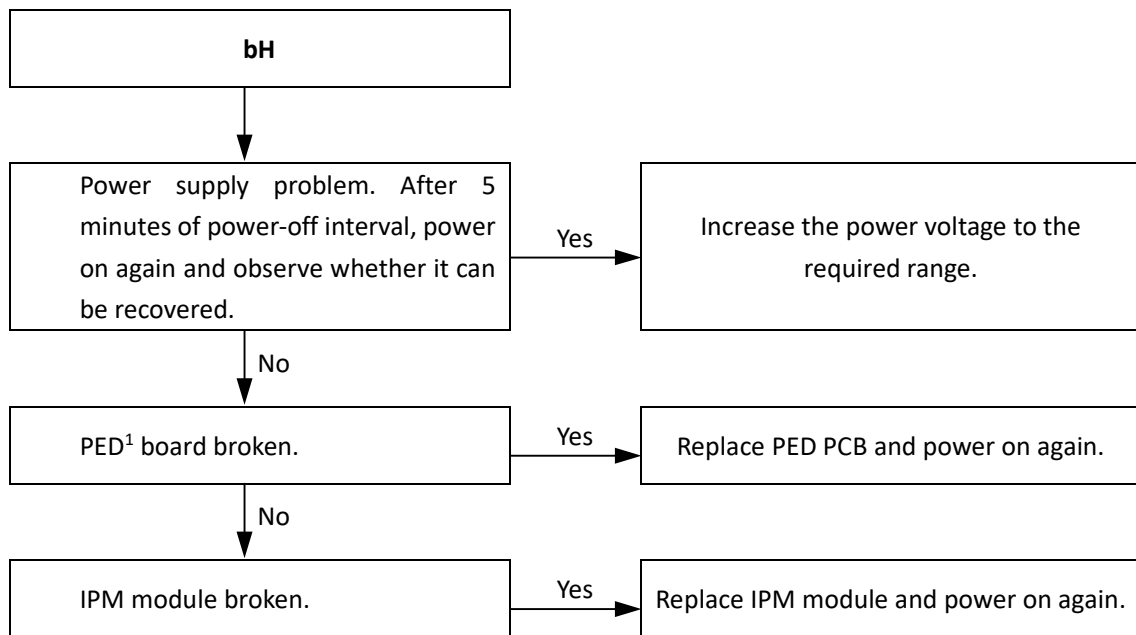 bH
Power supply problem. After 5
minutes of power-off interval, power
on again and observe whether it can
be recovered.
Yes
Increase the power voltage to the
required range.
No
PED¹ board broken.
Yes
Replace PED PCB and power on again.
No
IPM module broken.
Yes
Replace IPM module and power on again.